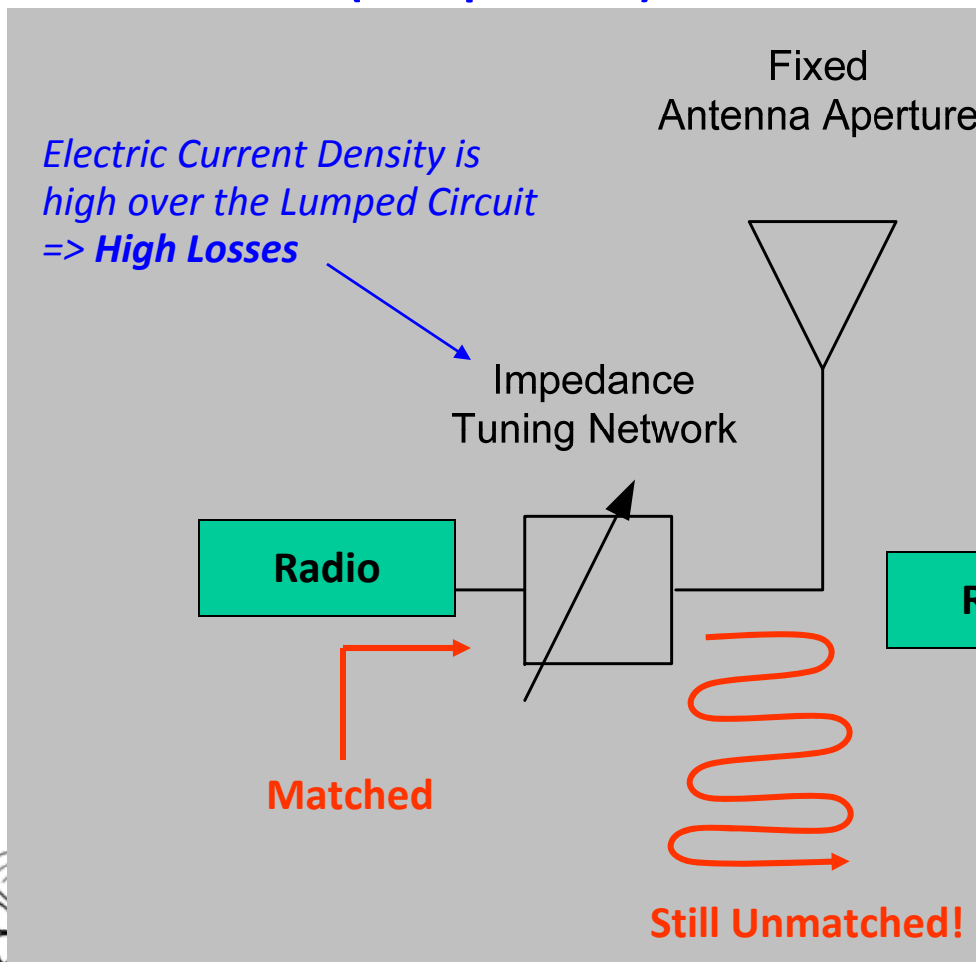 Fixed
Antenna Aperture
Electric Current Density is
high over the Lumped Circuit
=> High Losses
Impedance
Tuning Network
Radio
R
Matched
Still Unmatched!